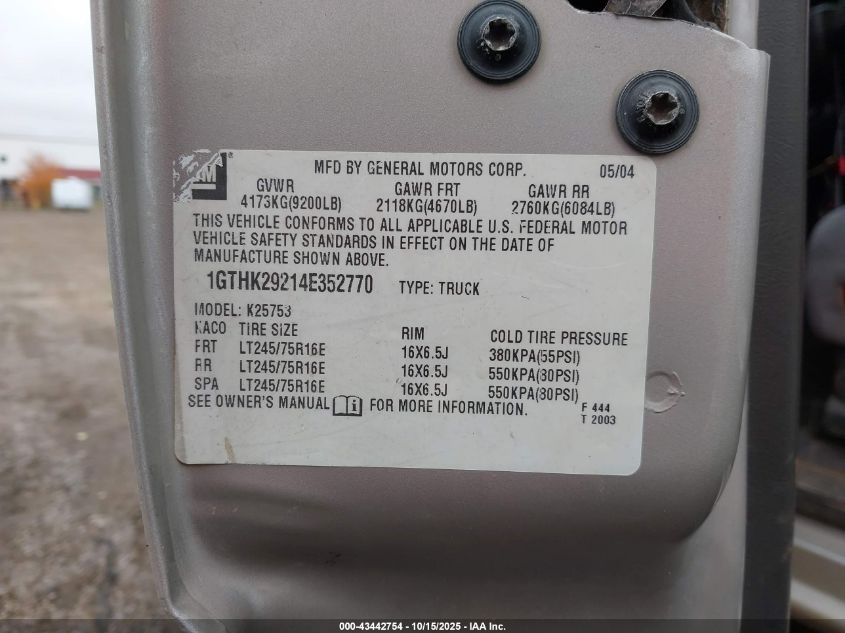 GM
MFD BY GENERAL MOTORS CORP. 05/04
GVWR GAWR FRT GAWR RR
4173KG(9200LB) 2118KG(4670LB) 2760KG(6084LB)
THIS VEHICLE CONFORMS TO ALL APPLICABLE U.S. FEDERAL MOTOR
VEHICLE SAFETY STANDARDS IN EFFECT ON THE DATE OF
MANUFACTURE SHOWN ABOVE.
1GTHK29214E352770 TYPE: TRUCK
MODEL: K25753
KACO TIRE SIZE RIM COLD TIRE PRESSURE
FRT LT245/75R16E 16X6.5J 380KPA(55PSI)
RR LT245/75R16E 16X6.5J 550KPA(80PSI)
SPA LT245/75R16E 16X6.5J 550KPA(80PSI)
SEE OWNER'S MANUAL i FOR MORE INFORMATION.
F 444
T 2003
000-43442754 - 10/15/2025 - IAA Inc.